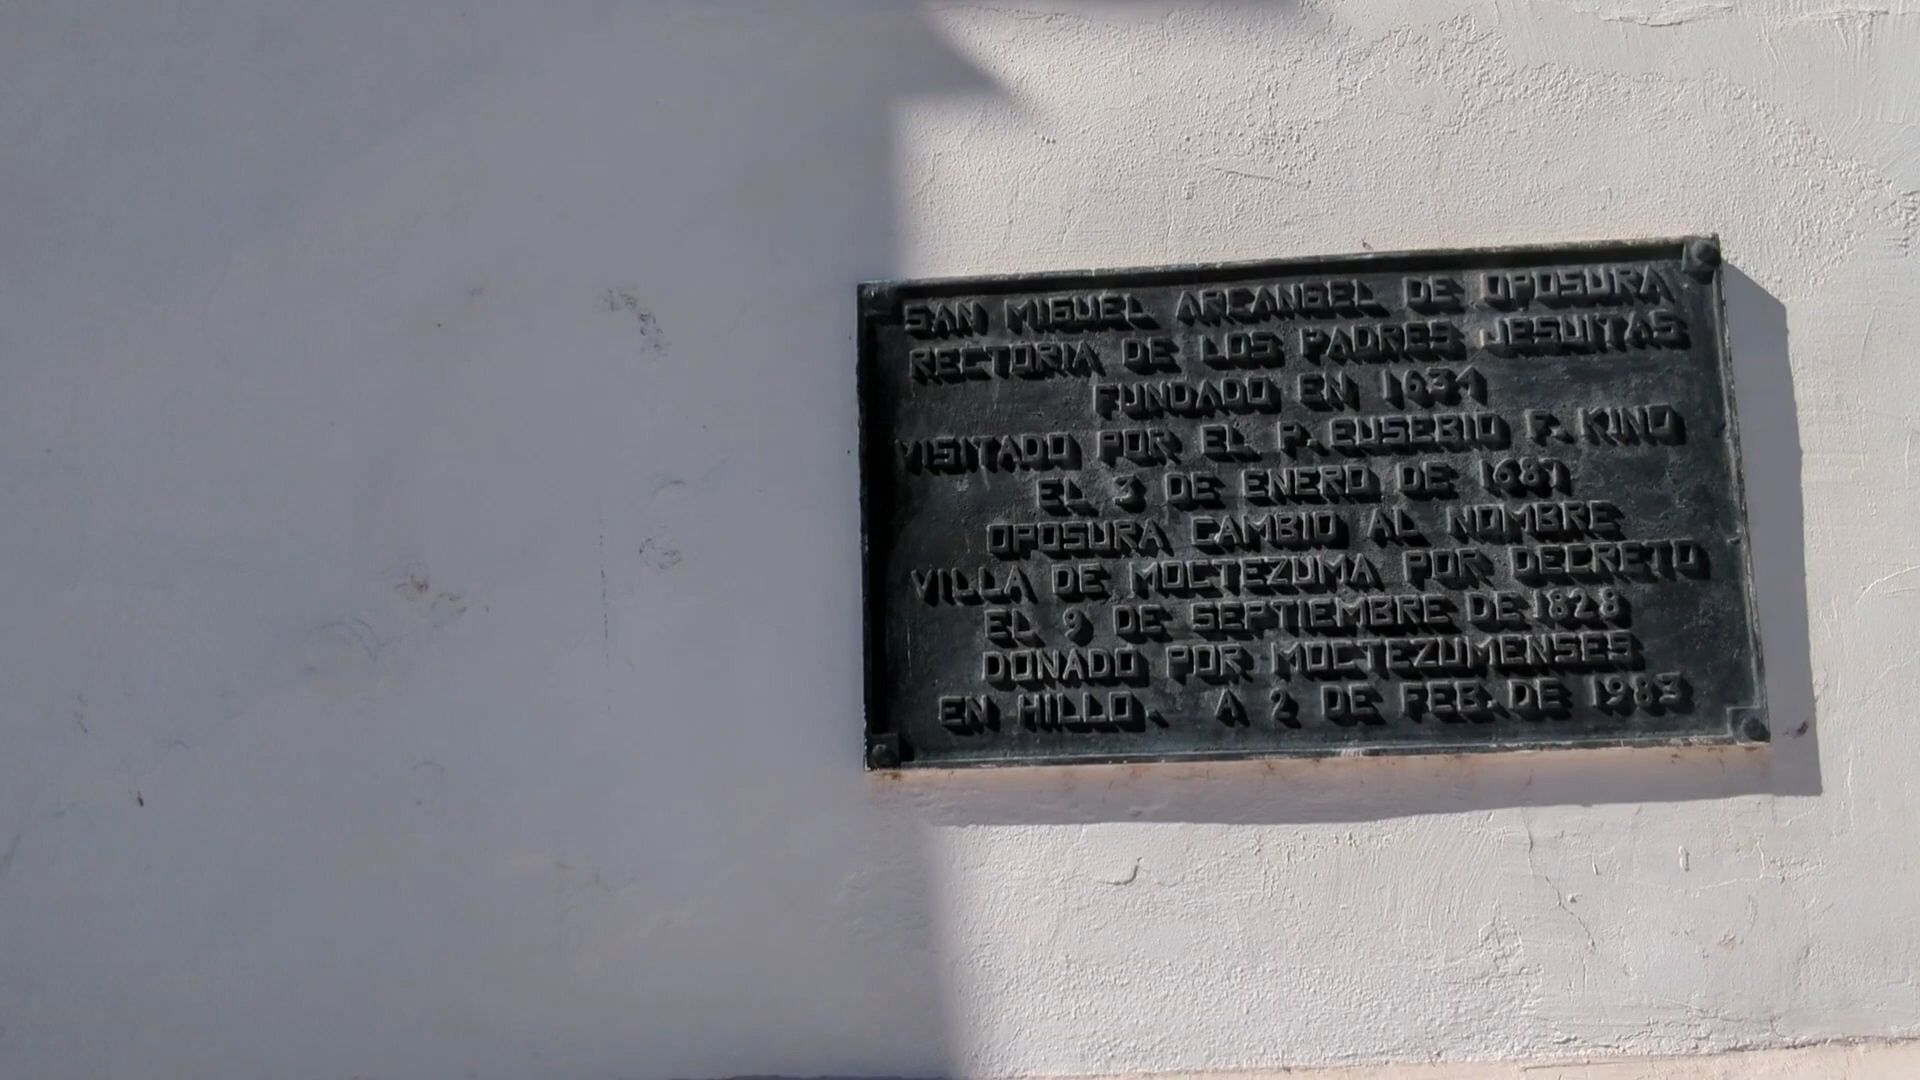 SAN MIGUEL ARCANGEL DE OPOSURA
RECTORIA DE LOS PADRES JESUITAS
FUNDADO EN 1634
VISITADO POR EL P. EUSEBIO F. KINO
EL 3 DE ENERO DE 1687
OPOSURA CAMBIO AL NOMBRE
VILLA DE MOCTEZUMA POR DECRETO
EL 9 DE SEPTIEMBRE DE 1828
DONADO POR MOCTEZUMENSES
EN HILLO. A 2 DE FEB. DE 1983